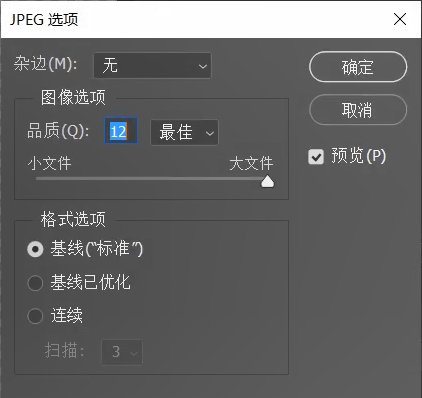 JPEG 选项
杂边(M): 无
确定
图像选项
取消
品质(Q): 12 最佳
小文件 大文件
预览(P)
格式选项
基线(“标准”)
基线已优化
连续
扫描: 3